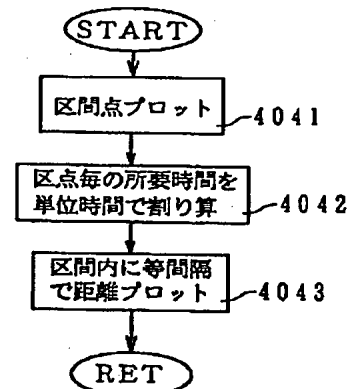 START
区間点プロット
4041
区点毎の所要時間を
単位時間で割り算
4042
区間内に等間隔
で距離プロット
4043
RET